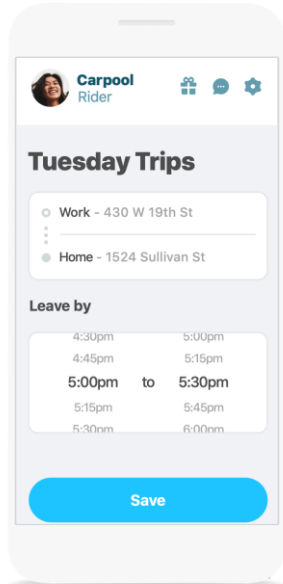 Carpool
Rider
Tuesday Trips
Work - 430 W 19th St
Home - 1524 Sullivan St
Leave by
4:30pm 5:00pm
4:45pm 5:15pm
5:00pm to 5:30pm
5:15pm 5:45pm
5:30pm 6:00pm
Save